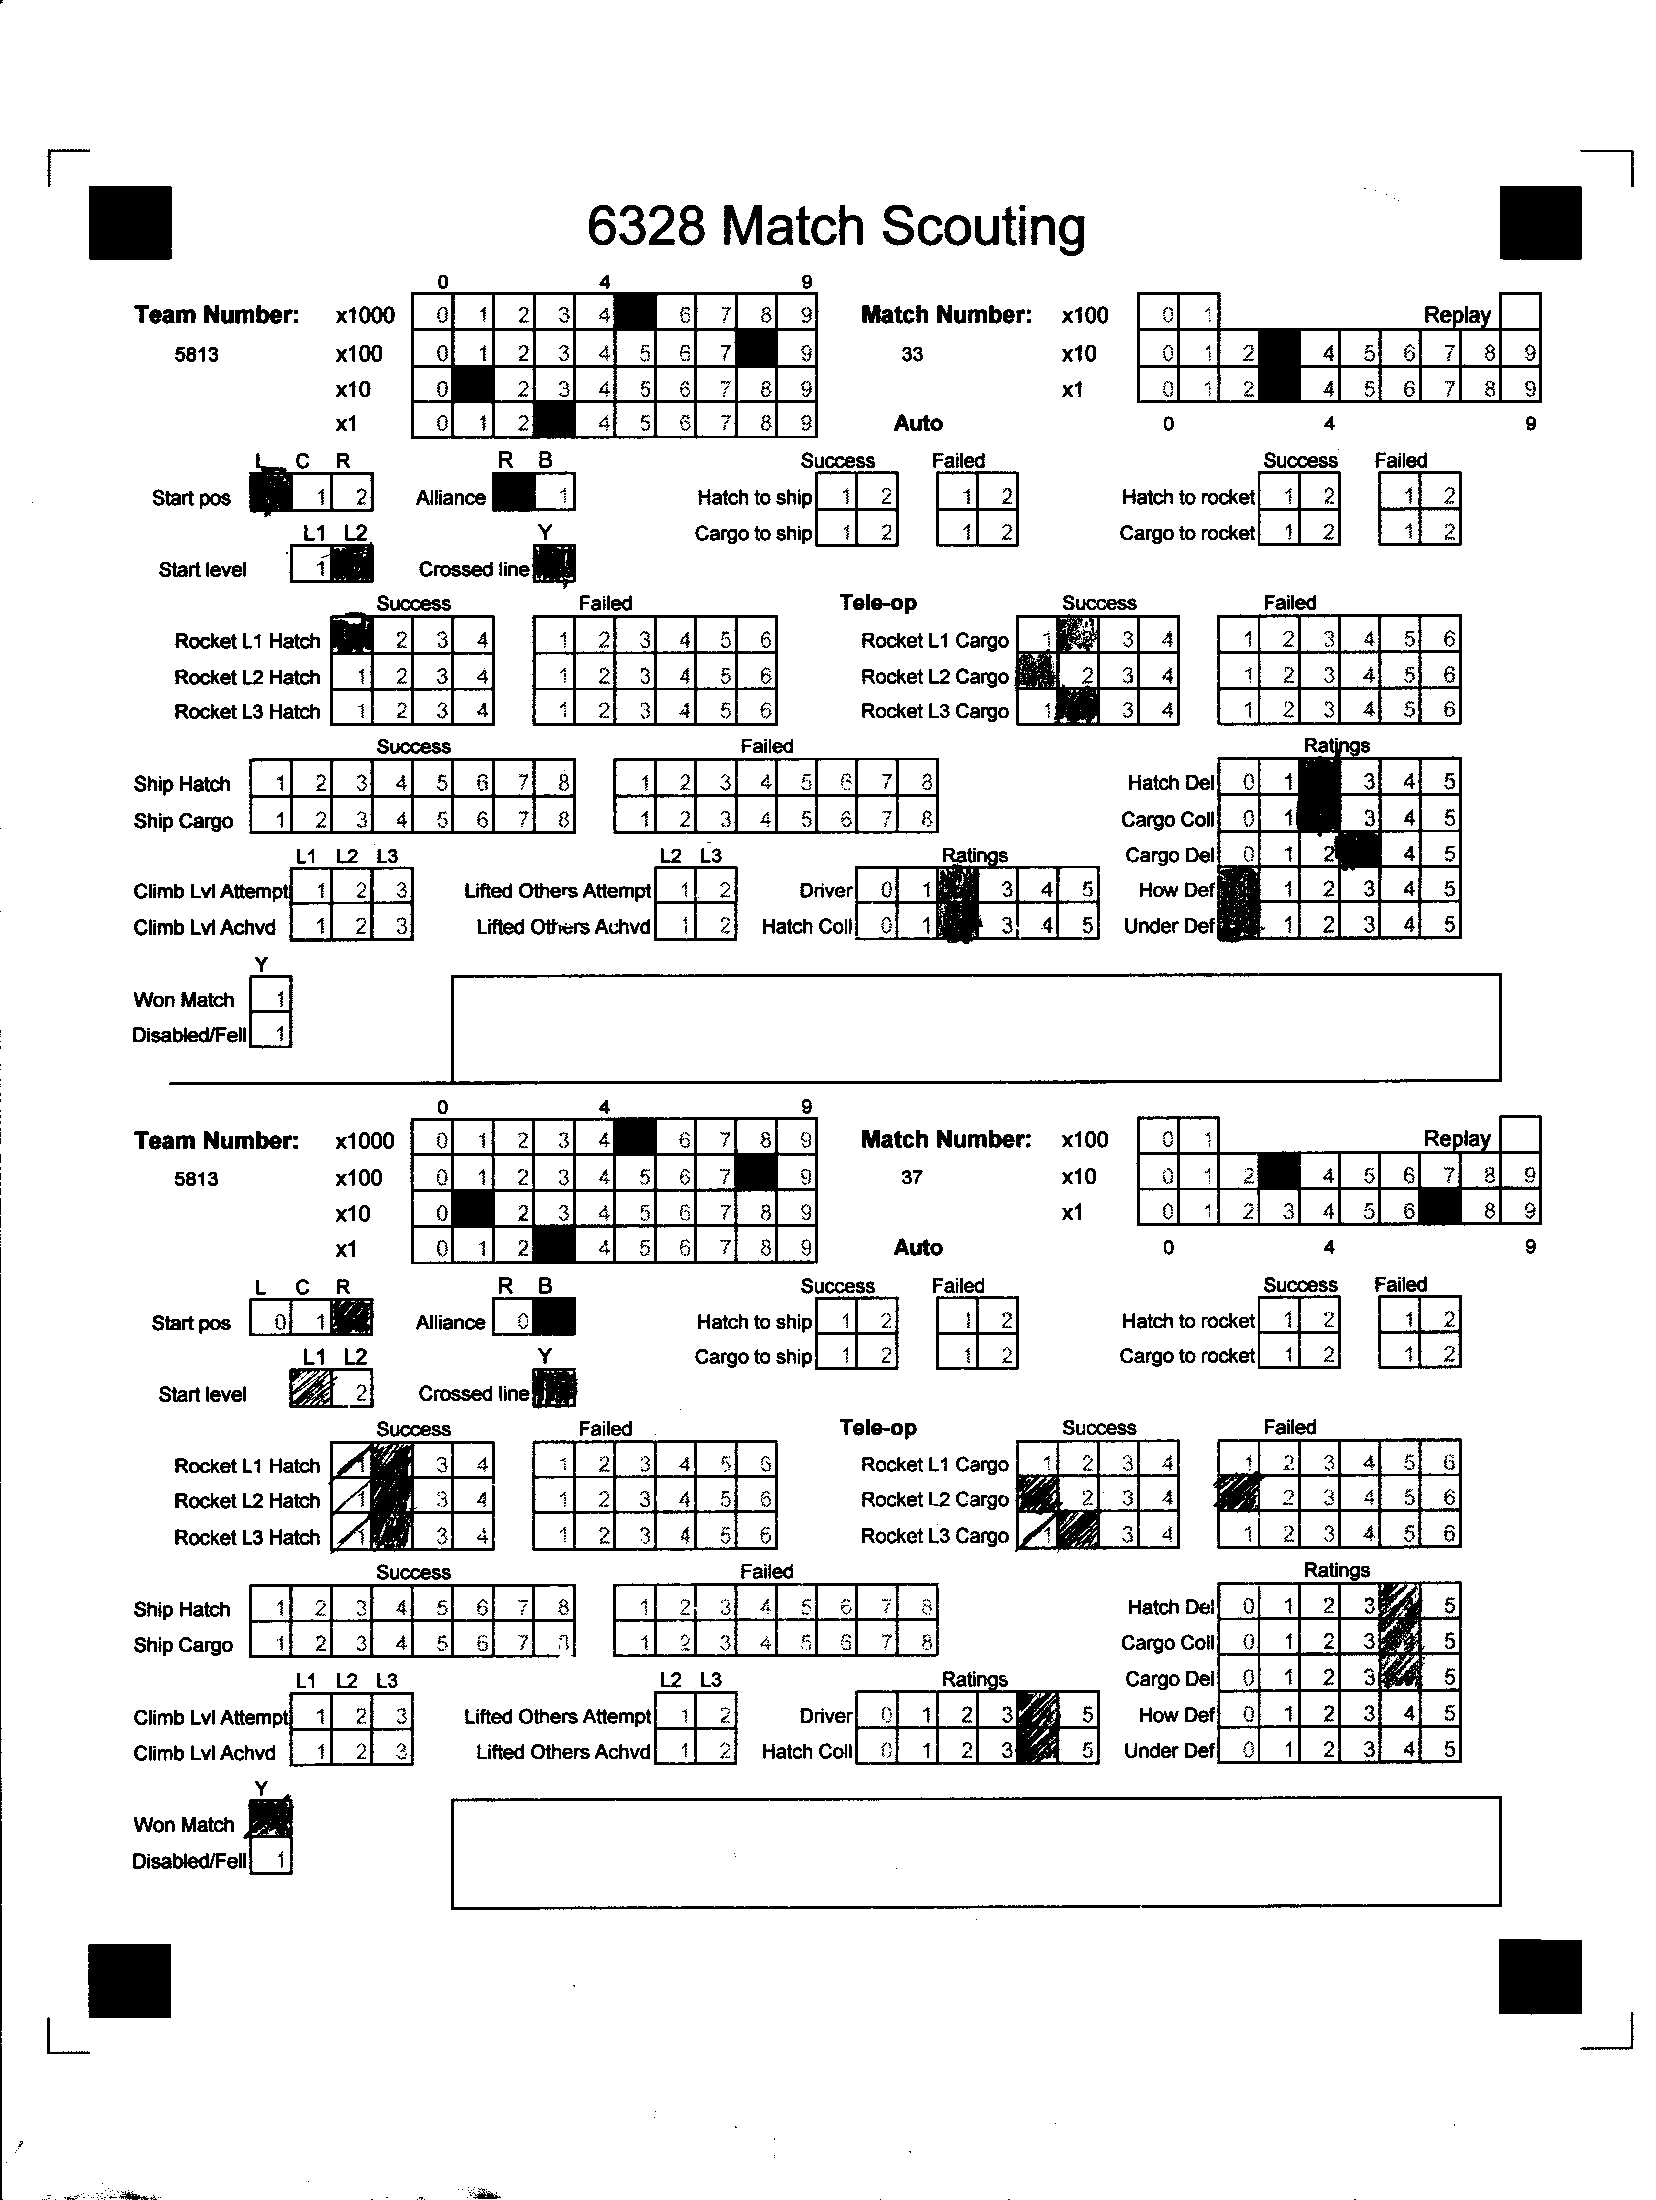 6328 Match Scouting
0 4 9
Team Number: x1000 0 1 2 3 4 6 7 8 9 Match Number: x100 0 1 Replay
5813 x100 0 1 2 3 4 5 6 7 9 33 x10 0 1 2 4 5 6 7 8 9
x10 0 2 3 4 5 6 7 8 9 x1 0 1 2 4 5 6 7 8 9
x1 0 1 2 4 5 6 7 8 9 Auto 0 4 9
L C R R B Success Failed Success Failed
Start pos 1 2 Alliance 1 Hatch to ship 1 2 1 2 Hatch to rocket 1 2 1 2
L1 L2 Y Cargo to ship 1 2 1 2 Cargo to rocket 1 2 1 2
Start level 1 Crossed line
Success Failed Tele-op Success Failed
Rocket L1 Hatch 2 3 4 1 2 3 4 5 6 Rocket L1 Cargo 1 3 4 1 2 3 4 5 6
Rocket L2 Hatch 1 2 3 4 1 2 3 4 5 6 Rocket L2 Cargo 2 3 4 1 2 3 4 5 6
Rocket L3 Hatch 1 2 3 4 1 2 3 4 5 6 Rocket L3 Cargo 1 3 4 1 2 3 4 5 6
Success Failed Ratings
Ship Hatch 1 2 3 4 5 6 7 8 1 2 3 4 5 6 7 8 Hatch Del 0 1 3 4 5
Ship Cargo 1 2 3 4 5 6 7 8 1 2 3 4 5 6 7 8 Cargo Coll 0 1 3 4 5
L1 L2 L3 L2 L3 Ratings Cargo Del 0 1 2 4 5
Climb Lvl Attempt 1 2 3 Lifted Others Attempt 1 2 Driver 0 1 3 4 5 How Def 1 2 3 4 5
Climb Lvl Achvd 1 2 3 Lifted Others Achvd 1 2 Hatch Coll 0 1 3 4 5 Under Def 1 2 3 4 5
Y
Won Match 1
Disabled/Fell 1
0 4 9
Team Number: x1000 0 1 2 3 4 6 7 8 9 Match Number: x100 0 1 Replay
5813 x100 0 1 2 3 4 5 6 7 9 37 x10 0 1 2 4 5 6 7 8 9
x10 0 2 3 4 5 6 7 8 9 x1 0 1 2 3 4 5 6 8 9
x1 0 1 2 4 5 6 7 8 9 Auto 0 4 9
L C R R B Success Failed Success Failed
Start pos 0 1 Alliance 0 Hatch to ship 1 2 1 2 Hatch to rocket 1 2 1 2
L1 L2 Y Cargo to ship 1 2 1 2 Cargo to rocket 1 2 1 2
Start level 2 Crossed line
Success Failed Tele-op Success Failed
Rocket L1 Hatch 1 3 4 1 2 3 4 5 6 Rocket L1 Cargo 1 2 3 4 1 2 3 4 5 6
Rocket L2 Hatch 1 3 4 1 2 3 4 5 6 Rocket L2 Cargo 2 3 4 2 3 4 5 6
Rocket L3 Hatch 1 3 4 1 2 3 4 5 6 Rocket L3 Cargo 1 3 4 1 2 3 4 5 6
Success Failed Ratings
Ship Hatch 1 2 3 4 5 6 7 8 1 2 3 4 5 6 7 8 Hatch Del 0 1 2 3 5
Ship Cargo 1 2 3 4 5 6 7 8 1 2 3 4 5 6 7 8 Cargo Coll 0 1 2 3 5
L1 L2 L3 L2 L3 Ratings Cargo Del 0 1 2 3 5
Climb Lvl Attempt 1 2 3 Lifted Others Attempt 1 2 Driver 0 1 2 3 5 How Def 0 1 2 3 4 5
Climb Lvl Achvd 1 2 3 Lifted Others Achvd 1 2 Hatch Coll 0 1 2 3 5 Under Def 0 1 2 3 4 5
Y
Won Match
Disabled/Fell 1